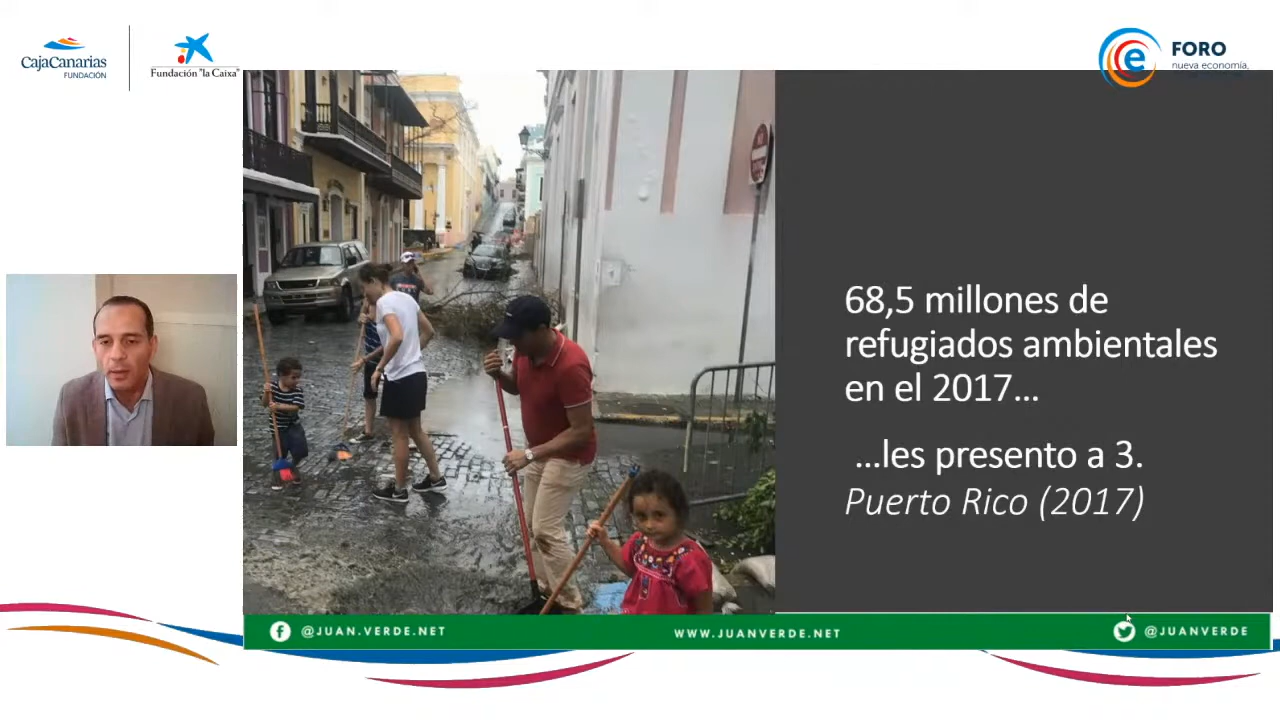 CajaCanarias
FUNDACIÓN
Fundación "la Caixa"
e
FORO
nueva economía,
68,5 millones de
refugiados ambientales
en el 2017...
...les presento a 3.
Puerto Rico (2017)
f @JUAN.VERDE.NET
WWW.JUANVERDE.NET
@JUANVERDE